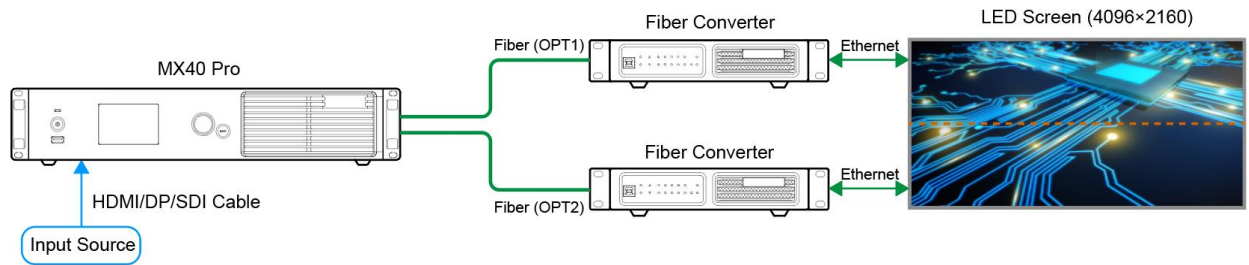 LED Screen (4096×2160)
Fiber Converter
Fiber (OPT1)
Ethernet
MX40 Pro
Fiber Converter
Ethernet
HDMI/DP/SDI Cable
Fiber (OPT2)
Input Source